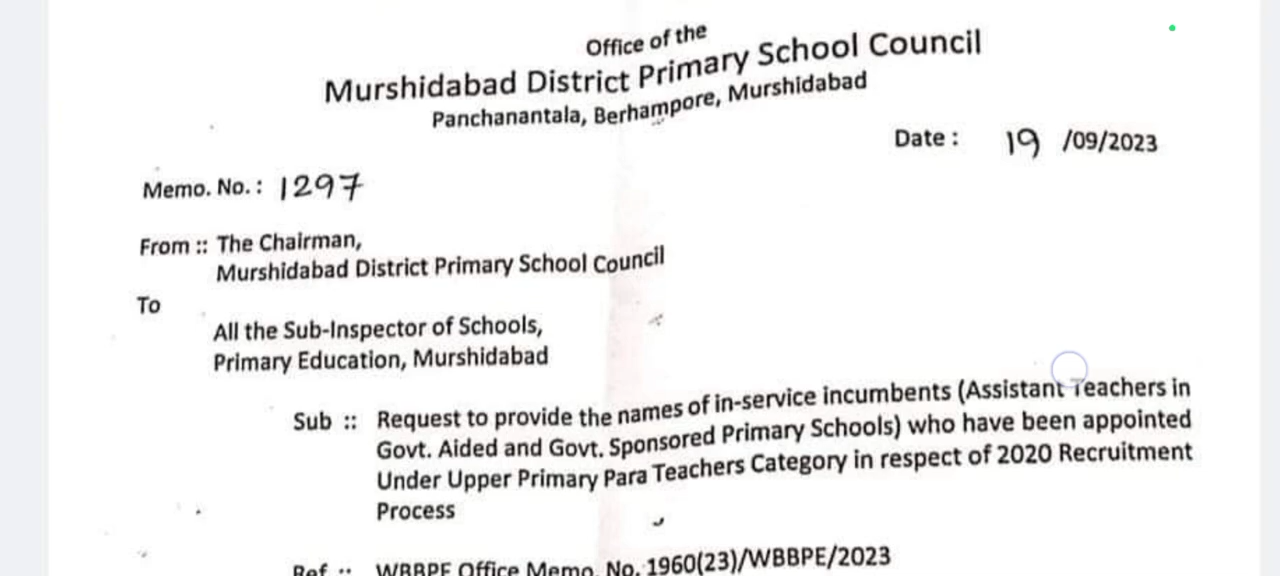 Office of the
Murshidabad District Primary School Council
Panchanantala, Berhampore, Murshidabad
Date : 19 /09/2023
Memo. No. : 1297
From :: The Chairman,
Murshidabad District Primary School Council
To
All the Sub-Inspector of Schools,
Primary Education, Murshidabad
Sub :: Request to provide the names of in-service incumbents (Assistant Teachers in
Govt. Aided and Govt. Sponsored Primary Schools) who have been appointed
Under Upper Primary Para Teachers Category in respect of 2020 Recruitment
Process
Ref :: WBBPE Office Memo. No. 1960(23)/WBBPE/2023